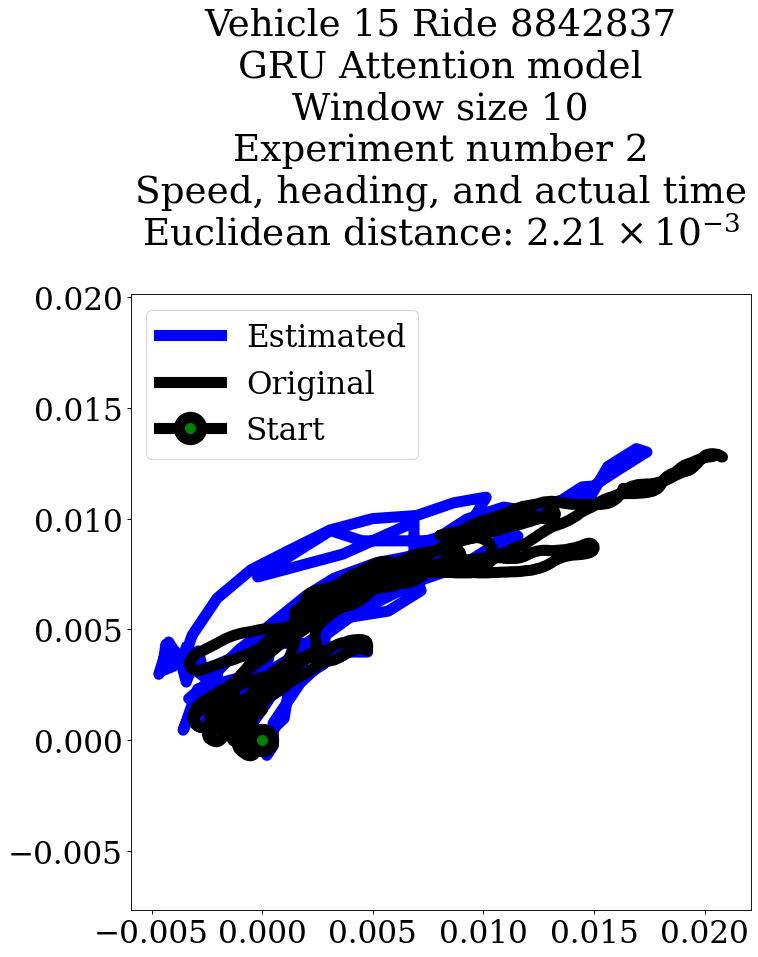 Vehicle 15 Ride 8842837
GRU Attention model
Window size 10
Experiment number 2
Speed, heading, and actual time
Euclidean distance: 2.21 × 10⁻³
0.020
0.015
0.010
0.005
0.000
−0.005
Estimated
Original
Start
−0.005 0.000 0.005 0.010 0.015 0.020